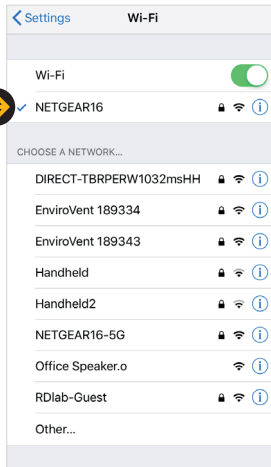 Settings Wi-Fi
Wi-Fi
NETGEAR16
CHOOSE A NETWORK...
DIRECT-TBRPERW1032msHH
EnviroVent 189334
EnviroVent 189343
Handheld
Handheld2
NETGEAR16-5G
Office Speaker.o
RDlab-Guest
Other...